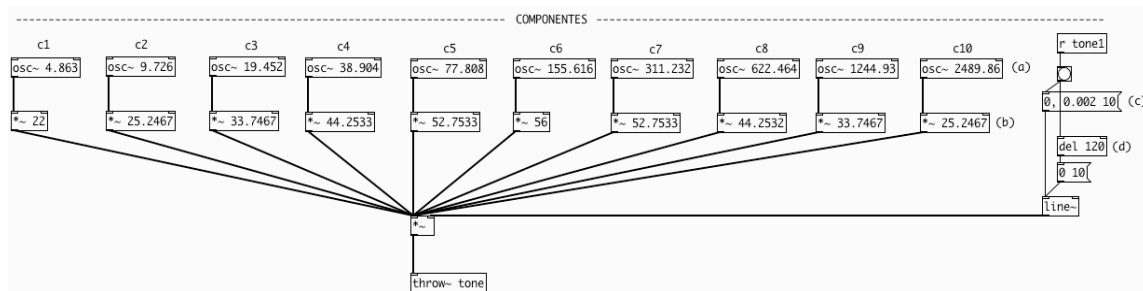 COMPONENTES
c1 c2 c3 c4 c5 c6 c7 c8 c9 c10 r tone1
osc~ 4.863 osc~ 9.726 osc~ 19.452 osc~ 38.904 osc~ 77.808 osc~ 155.616 osc~ 311.232 osc~ 622.464 osc~ 1244.93 osc~ 2489.86 (a)
0, 0.002 10 (c)
*~ 22 *~ 25.2467 *~ 33.7467 *~ 44.2533 *~ 52.7533 *~ 56 *~ 52.7533 *~ 44.2532 *~ 33.7467 *~ 25.2467 (b)
del 120 (d)
0 10
line~
*~
throw~ tone